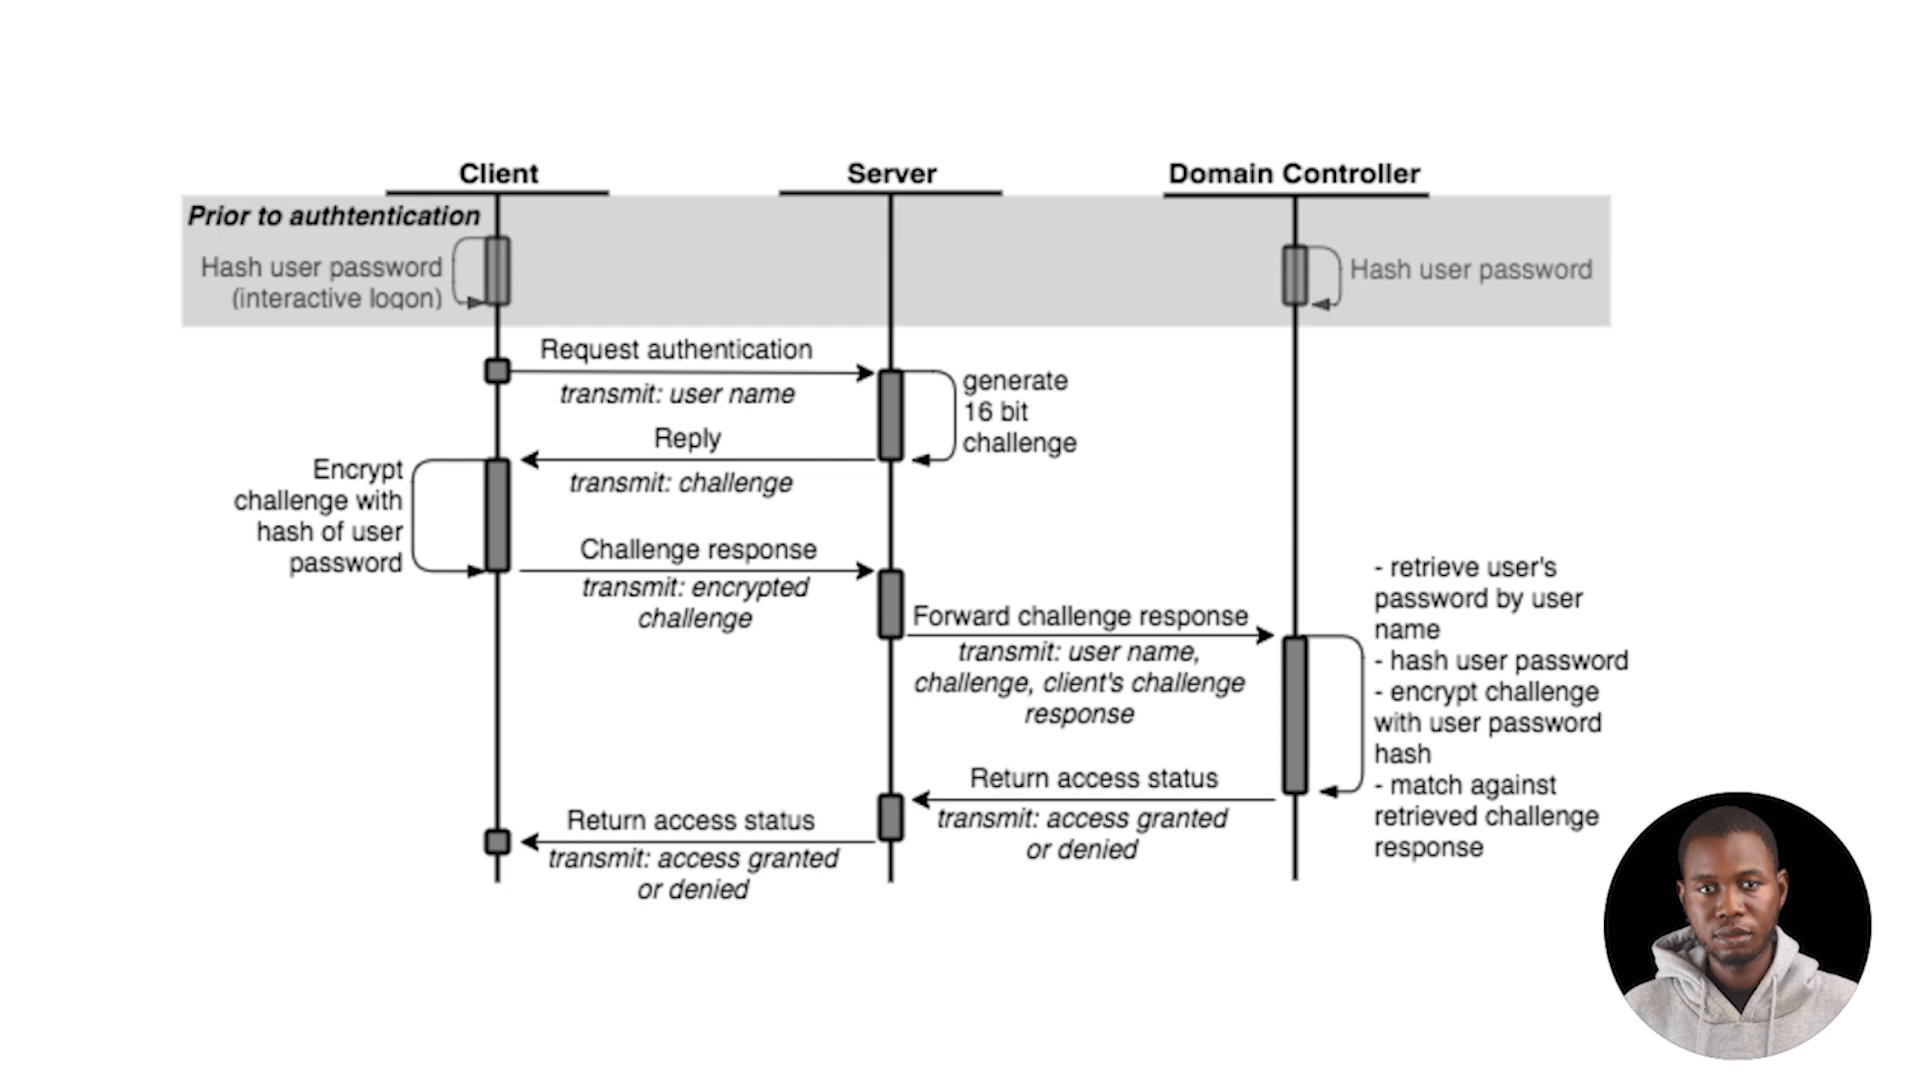 Client
Server
Domain Controller
Prior to authtentication
Hash user password
(interactive logon)
Hash user password
Request authentication
transmit: user name
generate
16 bit
challenge
Reply
transmit: challenge
Encrypt
challenge with
hash of user
password
Challenge response
transmit: encrypted
challenge
Forward challenge response
transmit: user name,
challenge, client's challenge
response
- retrieve user's
password by user
name
- hash user password
- encrypt challenge
with user password
hash
- match against
retrieved challenge
response
Return access status
transmit: access granted
or denied
Return access status
transmit: access granted
or denied